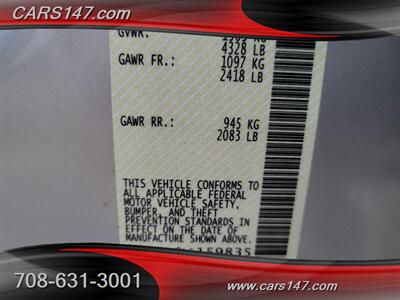 CARS147.com
GVWR:
4328 LB
GAWR FR.: 1097 KG
2418 LB
GAWR RR.: 945 KG
2083 LB
THIS VEHICLE CONFORMS TO
ALL APPLICABLE FEDERAL
MOTOR VEHICLE SAFETY,
BUMPER, AND THEFT
PREVENTION STANDARDS IN
EFFECT ON THE DATE OF
MANUFACTURE SHOWN ABOVE.
708-631-3001
cars147.com